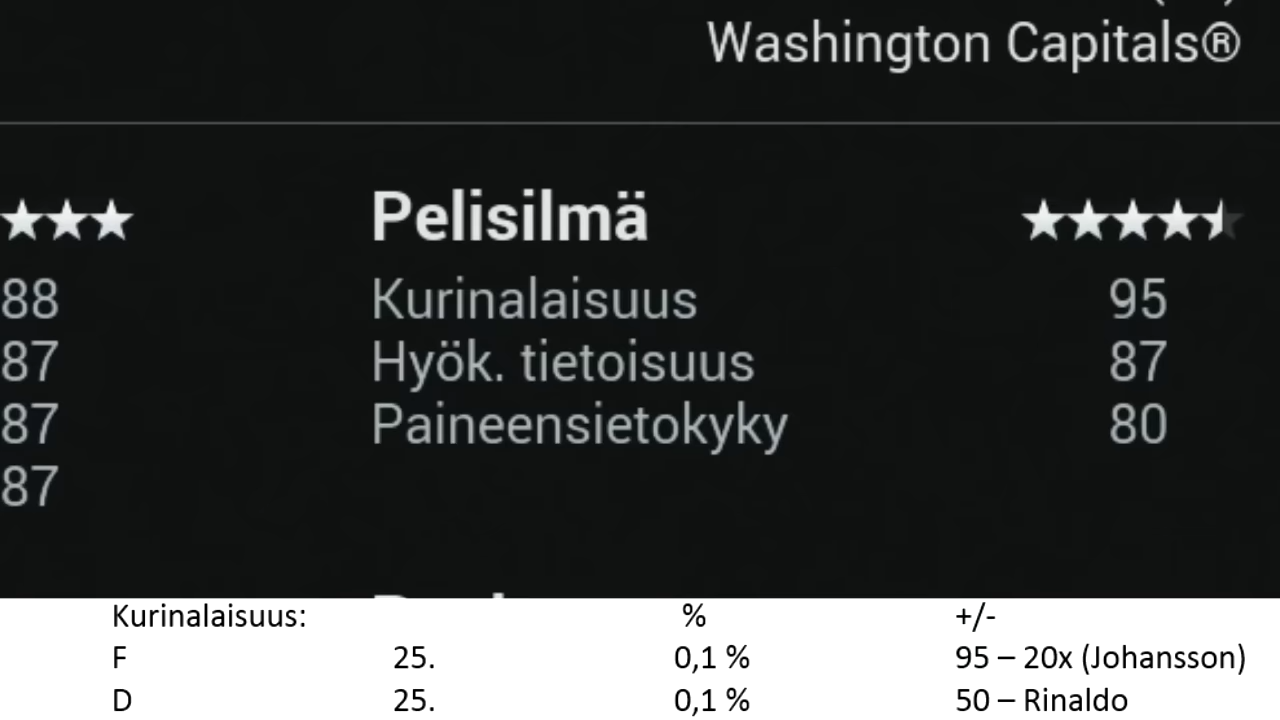 Washington Capitals®
Pelisilmä
88 Kurinalaisuus 95
87 Hyök. tietoisuus 87
87 Paineensietokyky 80
87
Kurinalaisuus: % +/-
F 25. 0,1 % 95 – 20x (Johansson)
D 25. 0,1 % 50 – Rinaldo